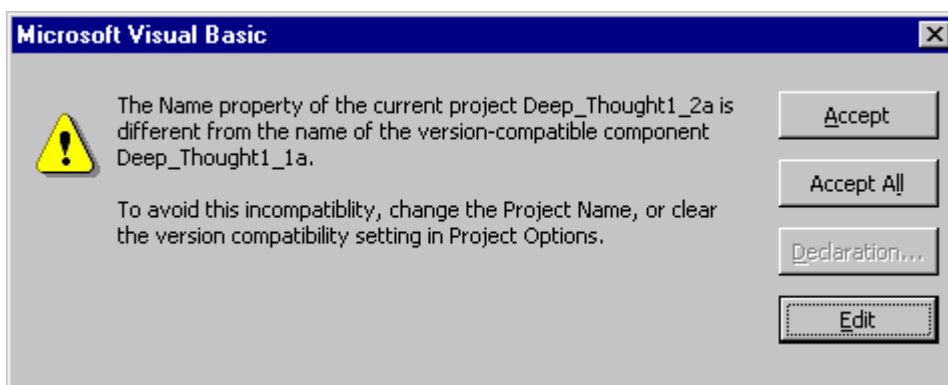 Microsoft Visual Basic
The Name property of the current project Deep_Thought1_2a is
different from the name of the version-compatible component
Deep_Thought1_1a.
To avoid this incompatiblity, change the Project Name, or clear
the version compatibility setting in Project Options.
Accept
Accept All
Declaration...
Edit